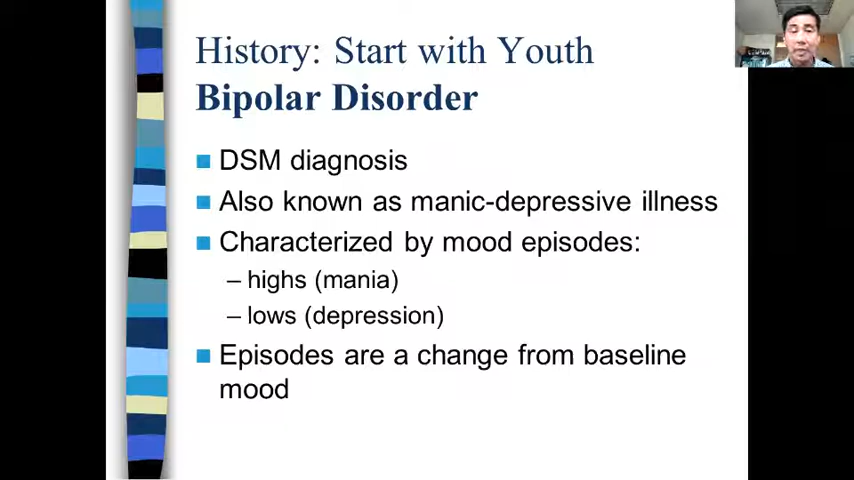 History: Start with Youth
Bipolar Disorder
DSM diagnosis
Also known as manic-depressive illness
Characterized by mood episodes:
– highs (mania)
– lows (depression)
Episodes are a change from baseline
mood